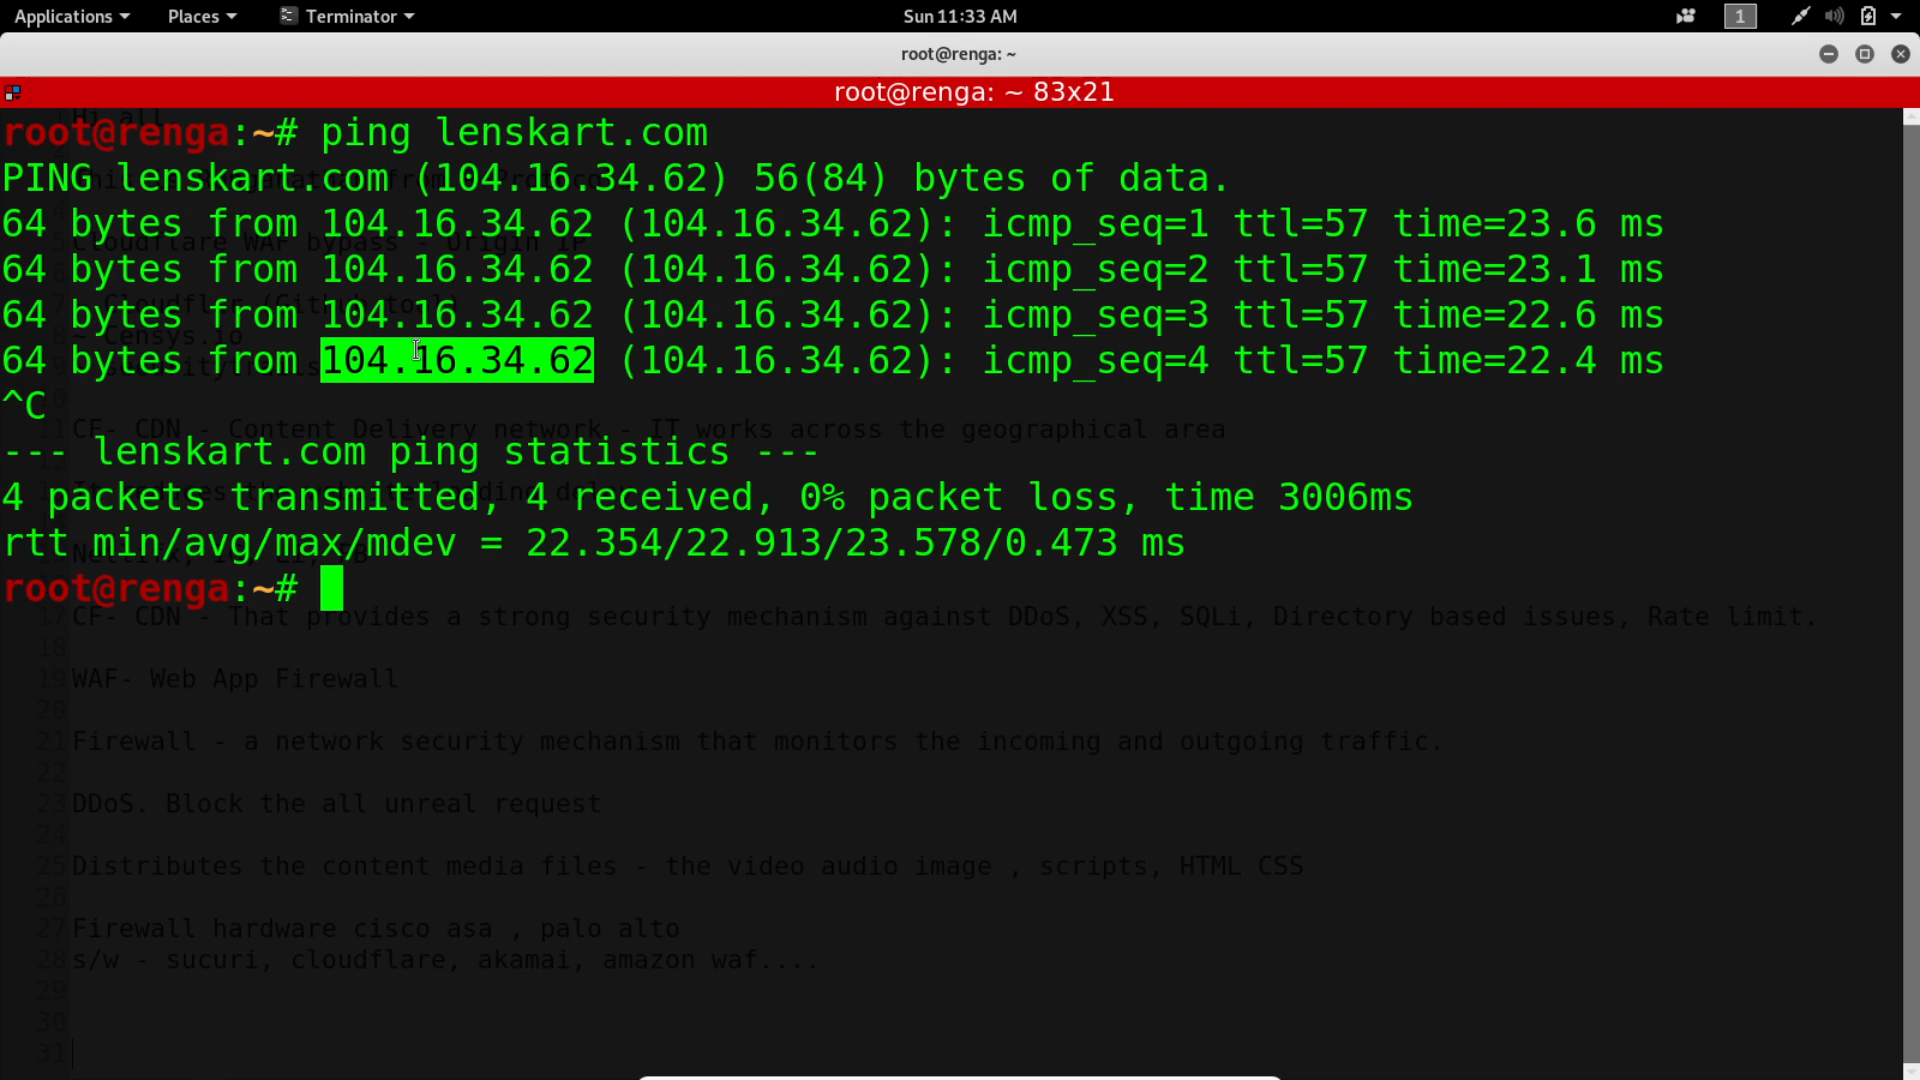 Applications Places Terminator Sun 11:33 AM 1
root@renga: ~
root@renga: ~ 83x21
root@renga:~# ping lenskart.com
PING lenskart.com (104.16.34.62) 56(84) bytes of data.
64 bytes from 104.16.34.62 (104.16.34.62): icmp_seq=1 ttl=57 time=23.6 ms
64 bytes from 104.16.34.62 (104.16.34.62): icmp_seq=2 ttl=57 time=23.1 ms
64 bytes from 104.16.34.62 (104.16.34.62): icmp_seq=3 ttl=57 time=22.6 ms
64 bytes from 104.16.34.62 (104.16.34.62): icmp_seq=4 ttl=57 time=22.4 ms
^C
--- lenskart.com ping statistics ---
4 packets transmitted, 4 received, 0% packet loss, time 3006ms
rtt min/avg/max/mdev = 22.354/22.913/23.578/0.473 ms
root@renga:~#
Hi all
Cloudflare WAF bypass - Origin IP
~ Censys.io
11 CF- CDN - Content Delivery network - IT works across the geographical area
17 CF- CDN - That provides a strong security mechanism against DDoS, XSS, SQLi, Directory based issues, Rate limit.
18
19 WAF- Web App Firewall
20
21 Firewall - a network security mechanism that monitors the incoming and outgoing traffic.
22
23 DDoS. Block the all unreal request
24
25 Distributes the content media files - the video audio image , scripts, HTML CSS
26
27 Firewall hardware cisco asa , palo alto
28 s/w - sucuri, cloudflare, akamai, amazon waf....
29
30
31